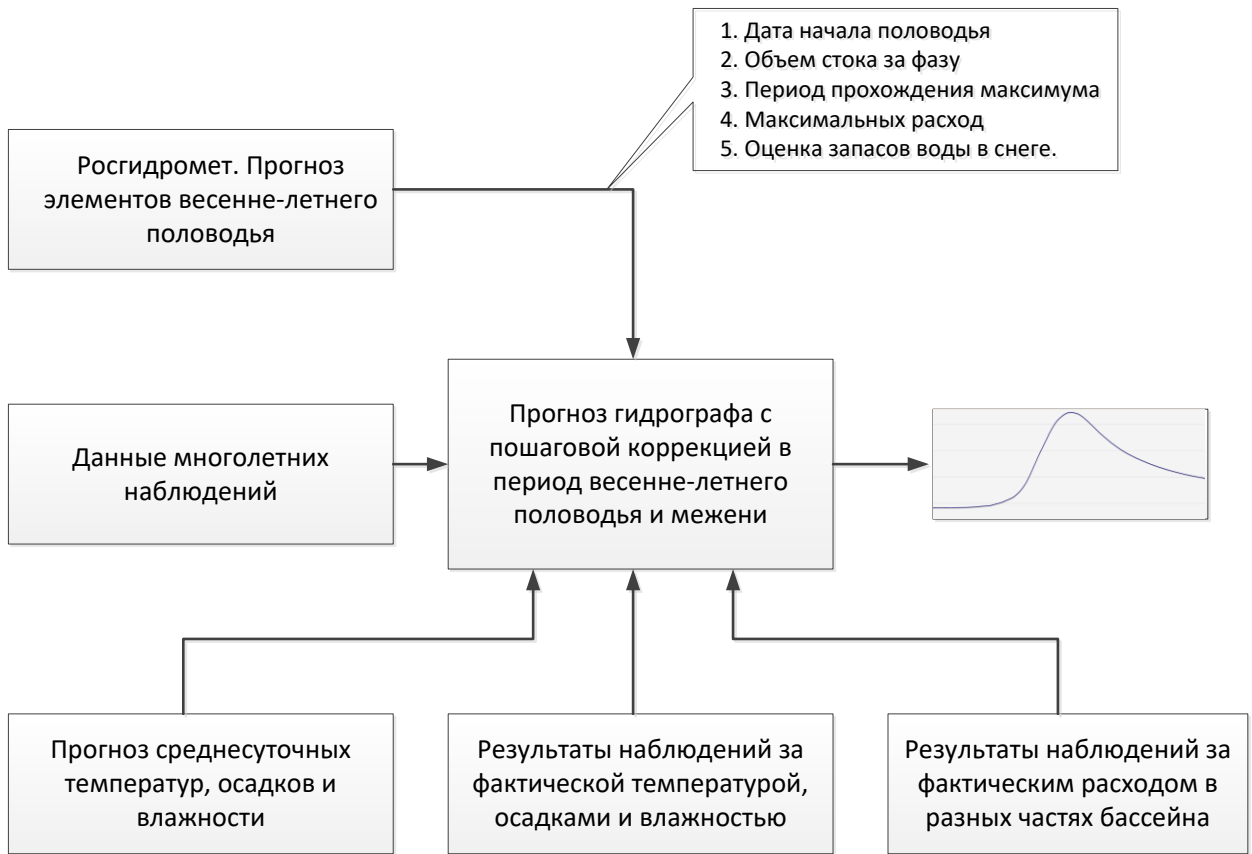 1. Дата начала половодья
2. Объем стока за фазу
3. Период прохождения максимума
4. Максимальных расход
5. Оценка запасов воды в снеге.
Росгидромет. Прогноз
элементов весенне-летнего
половодья
Данные многолетних
наблюдений
Прогноз гидрографа с
пошаговой коррекцией в
период весенне-летнего
половодья и межени
Прогноз среднесуточных
температур, осадков и
влажности
Результаты наблюдений за
фактической температурой,
осадками и влажностью
Результаты наблюдений за
фактическим расходом в
разных частях бассейна